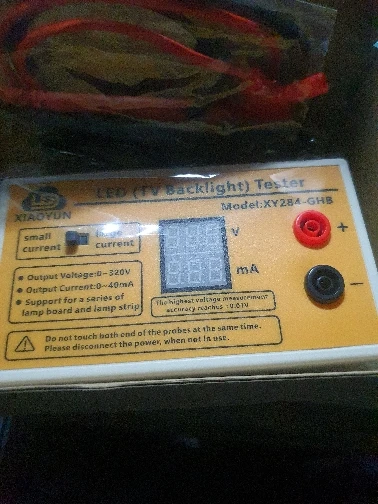 LED (TV Backlight) Tester
XIAOYUN
Model:XY284-GHB
small large
current current
V
mA
+
−
● Output Voltage:0~320V
● Output Current:0~40mA
● Support for a series of
lamp board and lamp strip
The highest voltage measurement
accuracy reaches
Do not touch both end of the probes at the same time.
Please disconnect the power, when not in use.